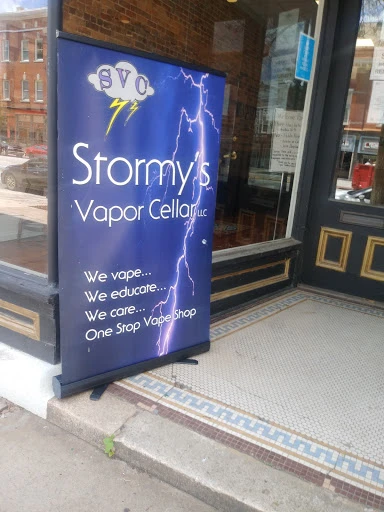 SVC
Stormy's
Vapor Cellar LLC
We vape...
We educate...
We care...
One Stop Vape Shop